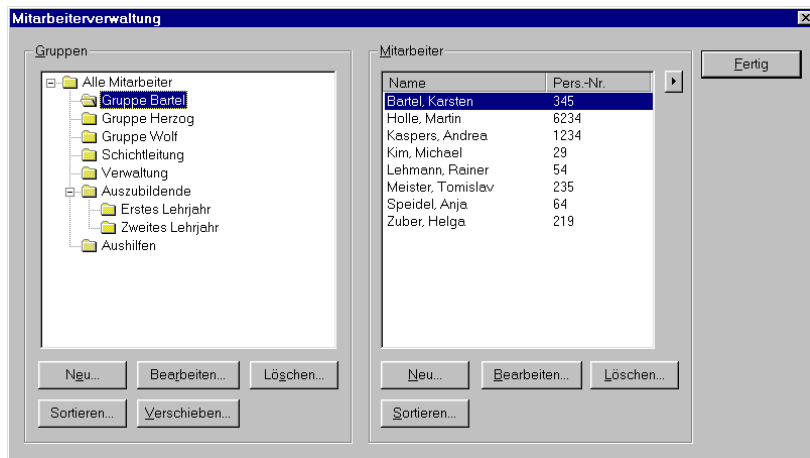 Mitarbeiterverwaltung
Gruppen
Alle Mitarbeiter
Gruppe Bartel
Gruppe Herzog
Gruppe Wolf
Schichtleitung
Verwaltung
Auszubildende
Erstes Lehrjahr
Zweites Lehrjahr
Aushilfen
Neu... Bearbeiten... Löschen...
Sortieren... Verschieben...
Mitarbeiter
Name Pers.-Nr.
Bartel, Karsten 345
Holle, Martin 6234
Kaspers, Andrea 1234
Kim, Michael 29
Lehmann, Rainer 54
Meister, Tomislav 235
Speidel, Anja 64
Zuber, Helga 219
Neu... Bearbeiten... Löschen...
Sortieren...
Fertig